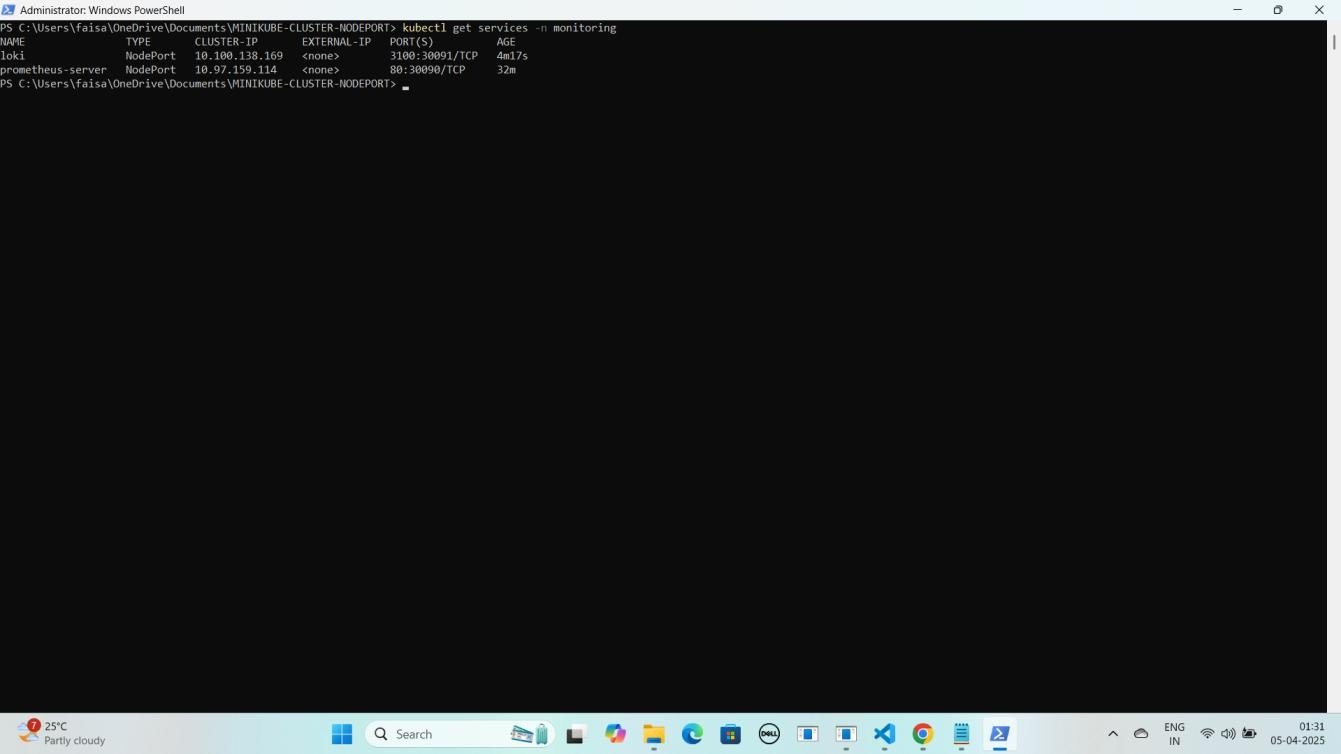 Administrator: Windows PowerShell
PS C:\Users\faisa\OneDrive\Documents\MINIKUBE-CLUSTER-NODEPORT> kubectl get services -n monitoring
NAME TYPE CLUSTER-IP EXTERNAL-IP PORT(S) AGE
loki NodePort 10.100.138.169 <none> 3100:30091/TCP 4m17s
prometheus-server NodePort 10.97.159.114 <none> 80:30090/TCP 32m
PS C:\Users\faisa\OneDrive\Documents\MINIKUBE-CLUSTER-NODEPORT>
7
25°C
Partly cloudy
Search
DELL
ENG
IN
01:31
05-04-2025